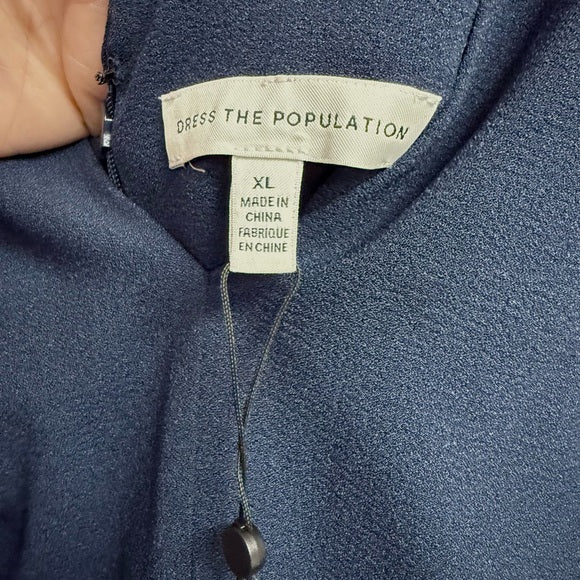 DRESS THE POPULATION
XL
MADE IN
CHINA
FABRIQUE
EN CHINE